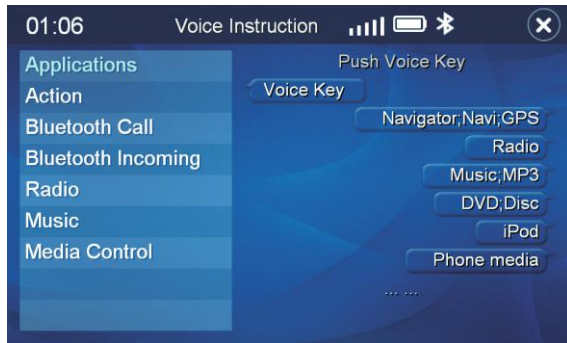 01:06 Voice Instruction
Applications
Action
Bluetooth Call
Bluetooth Incoming
Radio
Music
Media Control
Push Voice Key
Voice Key
Navigator;Navi;GPS
Radio
Music;MP3
DVD;Disc
iPod
Phone media
... ...